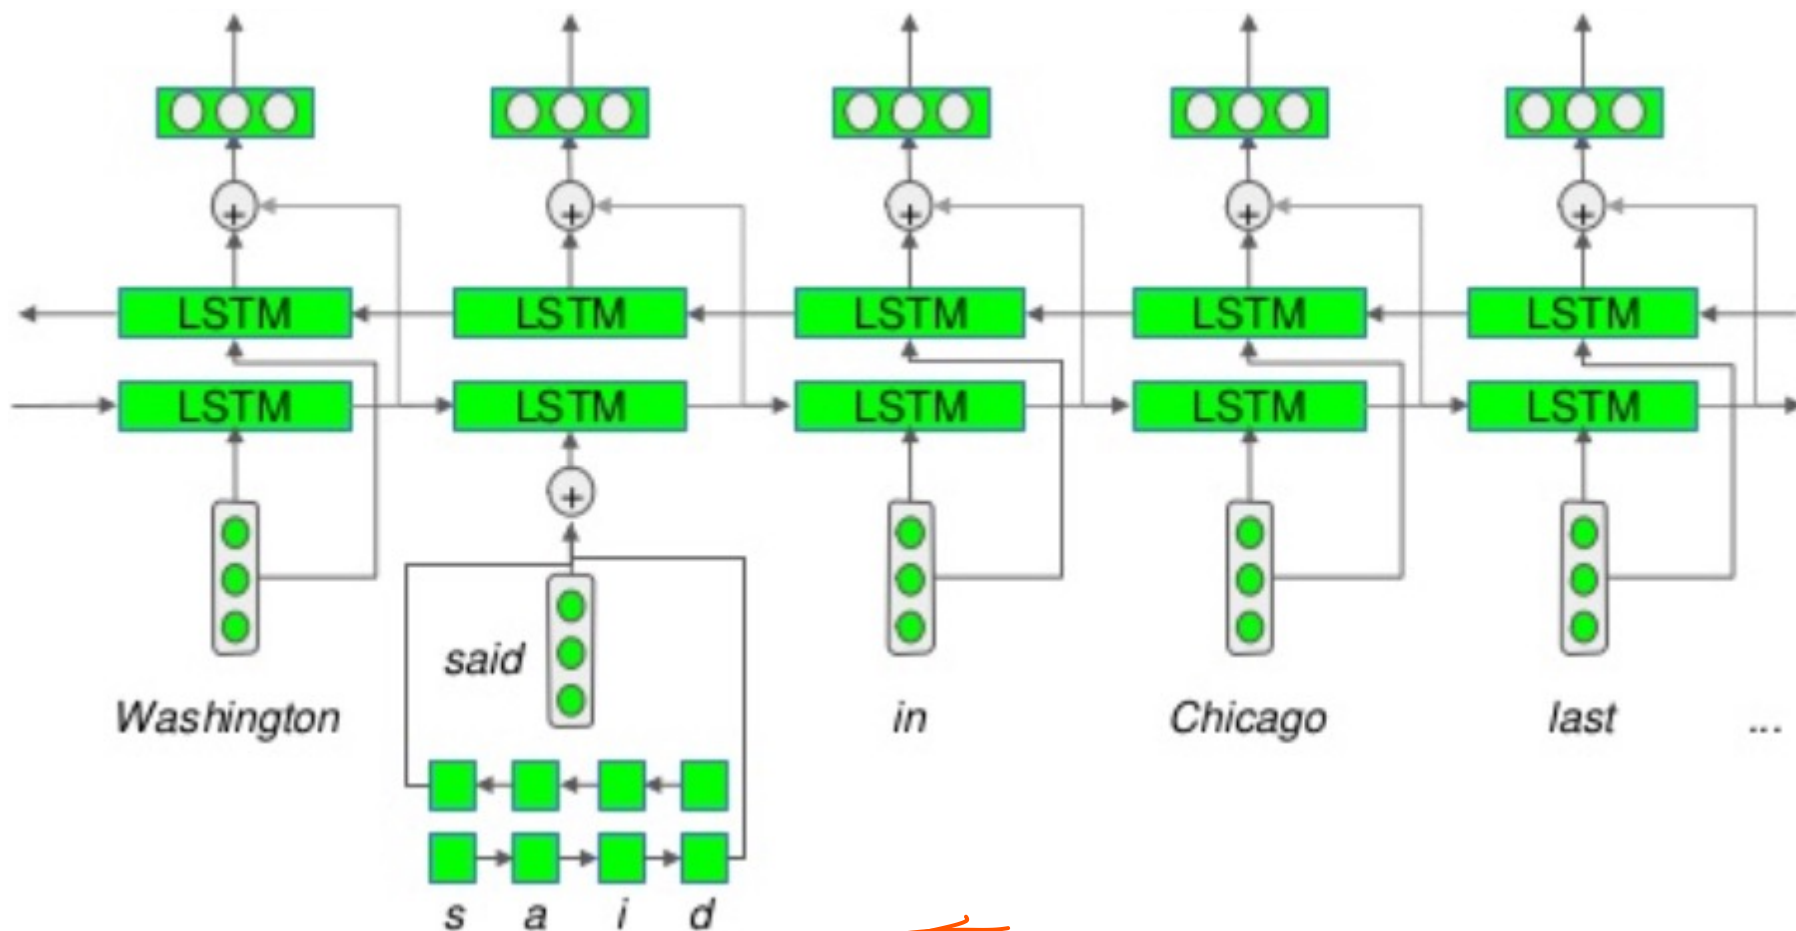 LSTM LSTM LSTM LSTM LSTM
LSTM LSTM LSTM LSTM LSTM
+ + + + +
+
said
Washington in Chicago last ...
s a i d